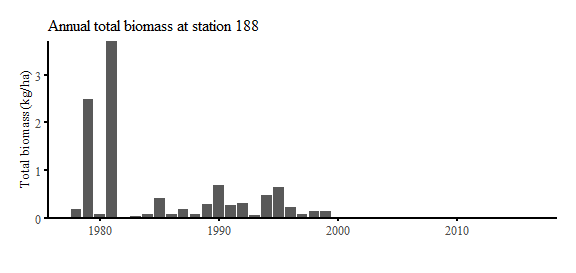 Annual total biomass at station 188
Total biomass (kg/ha)
3
2
1
0
1980 1990 2000 2010